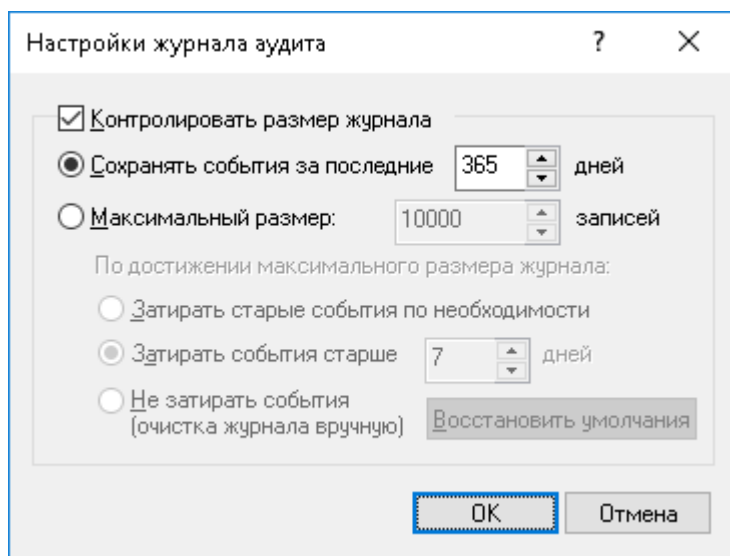 Настройки журнала аудита ?
Контролировать размер журнала
Сохранять события за последние 365 дней
Максимальный размер: 10000 записей
По достижении максимального размера журнала:
Затирать старые события по необходимости
Затирать события старше 7 дней
Не затирать события
(очистка журнала вручную) Восстановить умолчания
OK Отмена